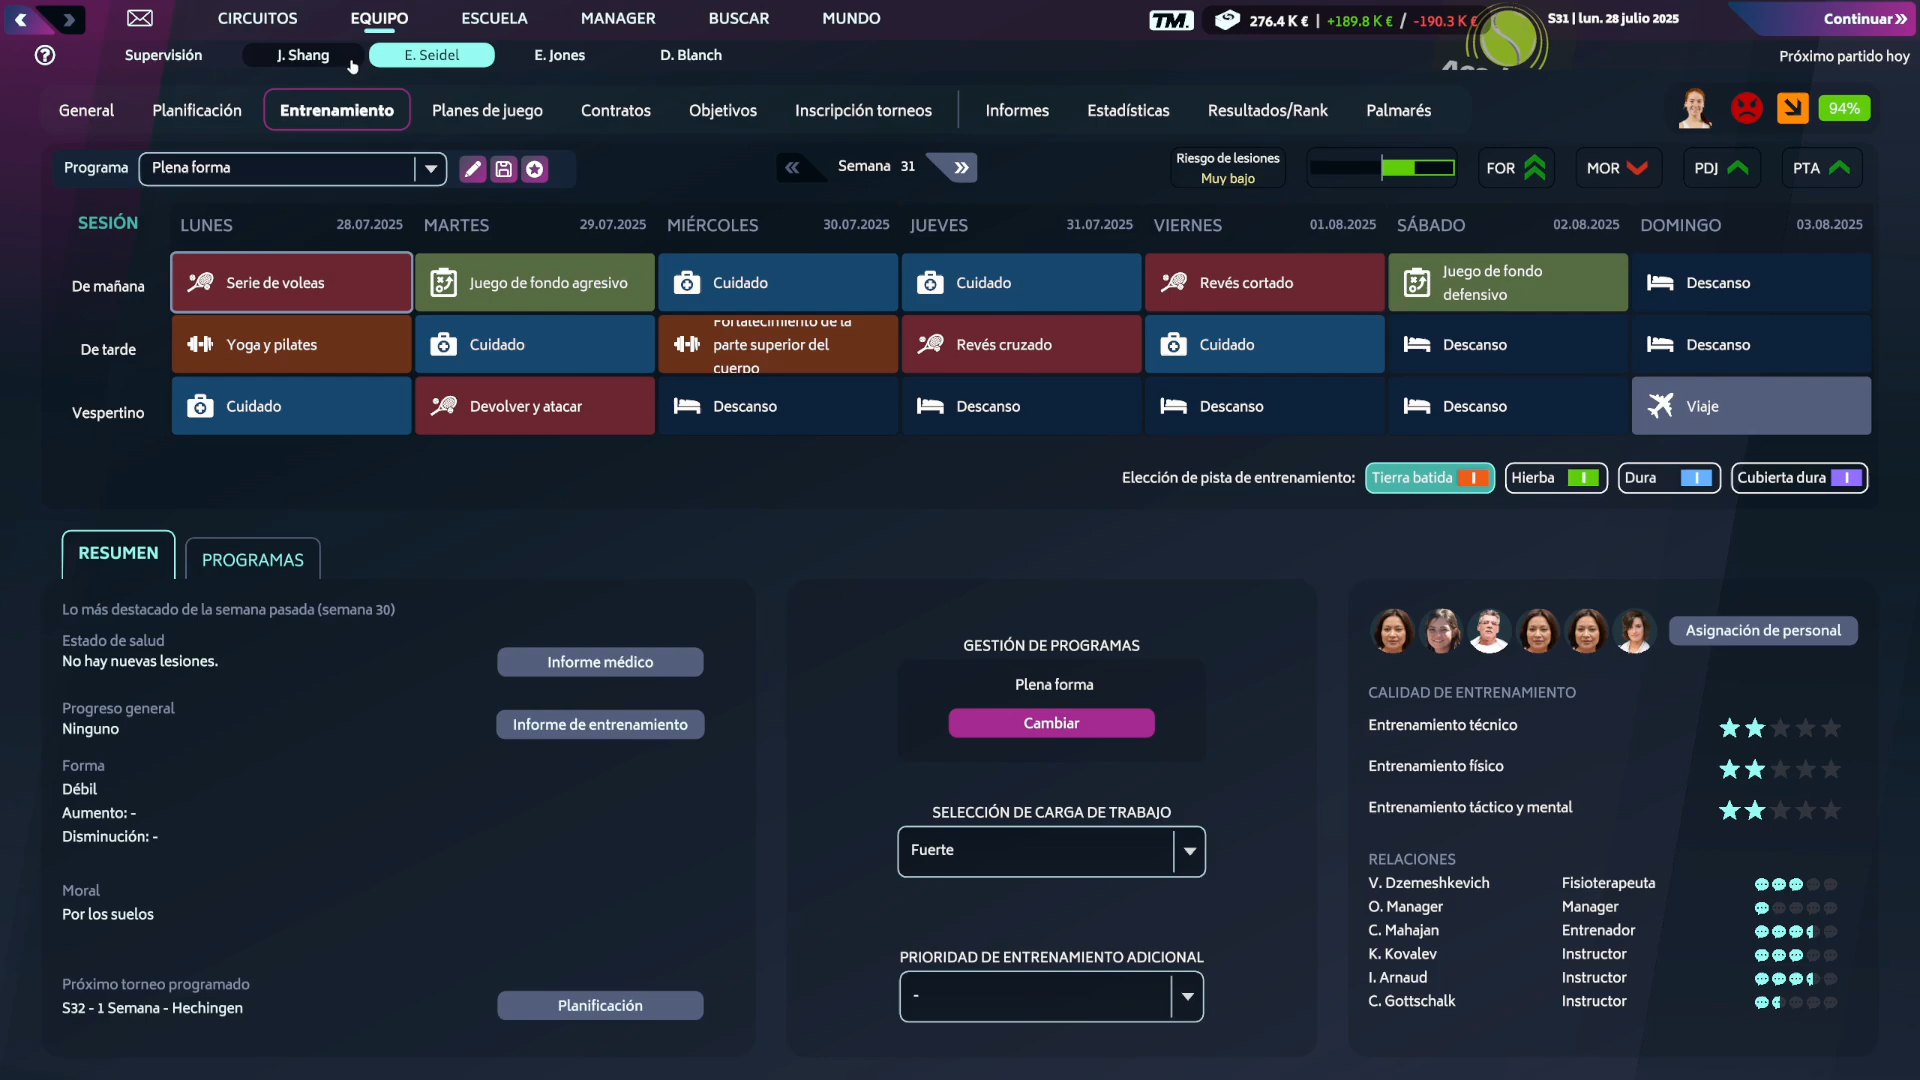 CIRCUITOS EQUIPO ESCUELA MANAGER BUSCAR MUNDO
TM. 276.4 K € | +189.8 K € / -190.3 K € S31 | lun. 28 julio 2025 Continuar
Supervisión J. Shang E. Seidel E. Jones D. Blanch Próximo partido hoy
General Planificación Entrenamiento Planes de juego Contratos Objetivos Inscripción torneos Informes Estadísticas Resultados/Rank Palmarés 94%
Programa Plena forma Semana 31 Riesgo de lesiones
Muy bajo
FOR MOR PDJ PTA
SESIÓN LUNES 28.07.2025 MARTES 29.07.2025 MIÉRCOLES 30.07.2025 JUEVES 31.07.2025 VIERNES 01.08.2025 SÁBADO 02.08.2025 DOMINGO 03.08.2025
De mañana Serie de voleas Juego de fondo agresivo Cuidado Cuidado Revés cortado Juego de fondo
defensivo
Descanso
De tarde Yoga y pilates Cuidado Fortalecimiento de la
parte superior del
cuerpo
Revés cruzado Cuidado Descanso Descanso
Vespertino Cuidado Devolver y atacar Descanso Descanso Descanso Descanso Viaje
Elección de pista de entrenamiento: Tierra batida Hierba Dura Cubierta dura
RESUMEN PROGRAMAS
Lo más destacado de la semana pasada (semana 30)
Estado de salud
No hay nuevas lesiones.
Informe médico
Progreso general
Ninguno
Informe de entrenamiento
Forma
Débil
Aumento: -
Disminución: -
Moral
Por los suelos
Próximo torneo programado
S32 - 1 Semana - Hechingen
Planificación
GESTIÓN DE PROGRAMAS
Plena forma
Cambiar
SELECCIÓN DE CARGA DE TRABAJO
Fuerte
PRIORIDAD DE ENTRENAMIENTO ADICIONAL
-
Asignación de personal
CALIDAD DE ENTRENAMIENTO
Entrenamiento técnico
Entrenamiento físico
Entrenamiento táctico y mental
RELACIONES
V. Dzemeshkevich Fisioterapeuta
O. Manager Manager
C. Mahajan Entrenador
K. Kovalev Instructor
I. Arnaud Instructor
C. Gottschalk Instructor